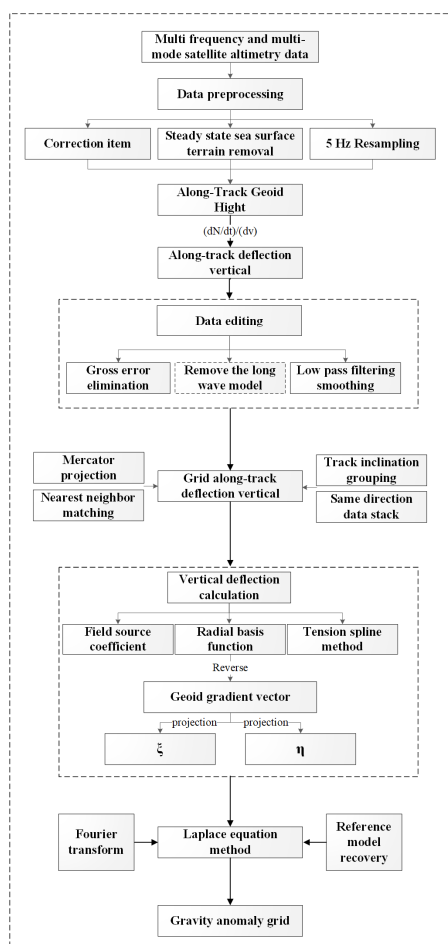 Multi frequency and multi-
mode satellite altimetry data
Data preprocessing
Correction item
Steady state sea surface
terrain removal
5 Hz Resampling
Along-Track Geoid
Hight
(dN/dt)/(dv)
Along-track deflection
vertical
Data editing
Gross error
elimination
Remove the long
wave model
Low pass filtering
smoothing
Mercator
projection
Nearest neighbor
matching
Grid along-track
deflection vertical
Track inclination
grouping
Same direction
data stack
Vertical deflection
calculation
Field source
coefficient
Radial basis
function
Tension spline
method
Reverse
Geoid gradient vector
projection
projection
ξ
η
Fourier
transform
Laplace equation
method
Reference
model
recovery
Gravity anomaly grid